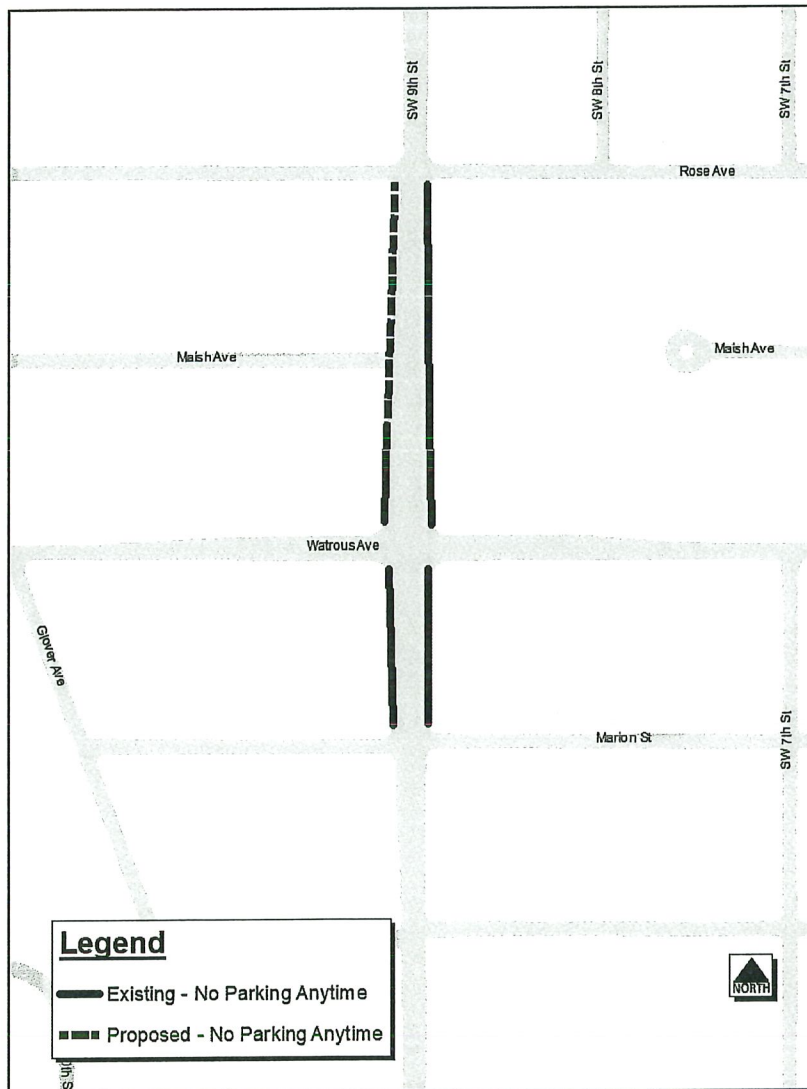 SW 9th St
SW 8th St
SW 7th St
Rose Ave
Maish Ave
Maish Ave
Watrous Ave
Glover Ave
Marion St
SW 7th St
Legend
Existing - No Parking Anytime
Proposed - No Parking Anytime
NORTH